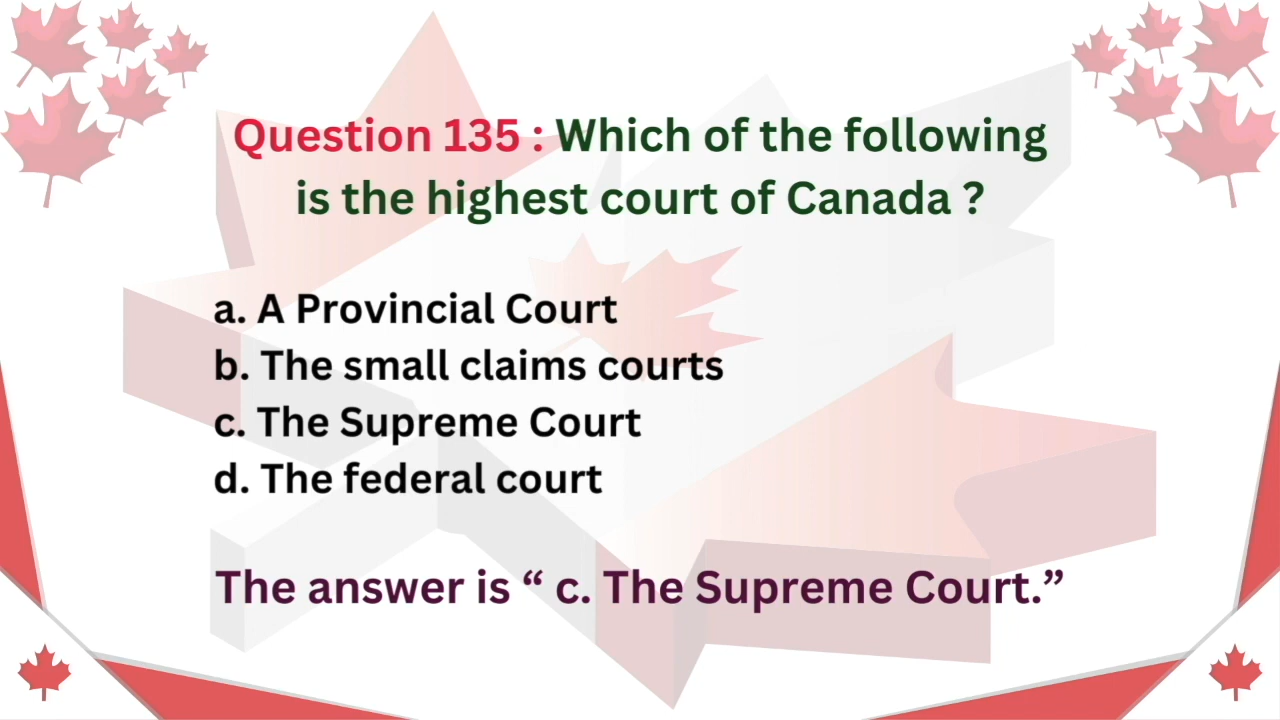 Question 135 : Which of the following
is the highest court of Canada ?
a. A Provincial Court
b. The small claims courts
c. The Supreme Court
d. The federal court
The answer is “ c. The Supreme Court.”